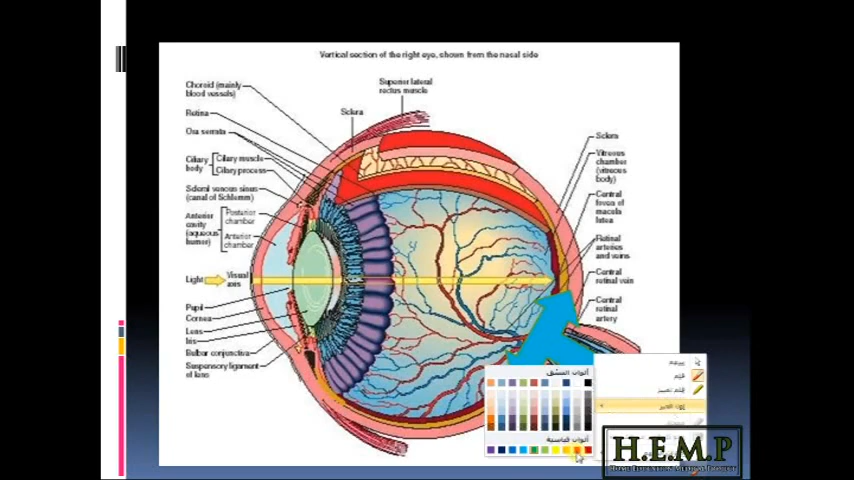 Vertical section of the right eye, shown from the nasal side
Choroid (mainly
blood vessels)
Superior lateral
rectus muscle
Retina
Sclera
Ora serrata
Ciliary
body
Ciliary muscle
Ciliary process
Scleral venous sinus
(canal of Schlemm)
Anterior
cavity
(aqueous
humor)
Posterior
chamber
Anterior
chamber
Light
Visual
axis
Pupil
Cornea
Lens
Iris
Bulbar conjunctiva
Suspensory ligament
of lens
Sclera
Vitreous
chamber
(vitreous
body)
Central
fovea of
macula
lutea
Retinal
arteries
and veins
Central
retinal vein
Central
retinal
artery
ألوان النسق
ألوان قياسية
قلم
لون الحبر
H.E.M.P